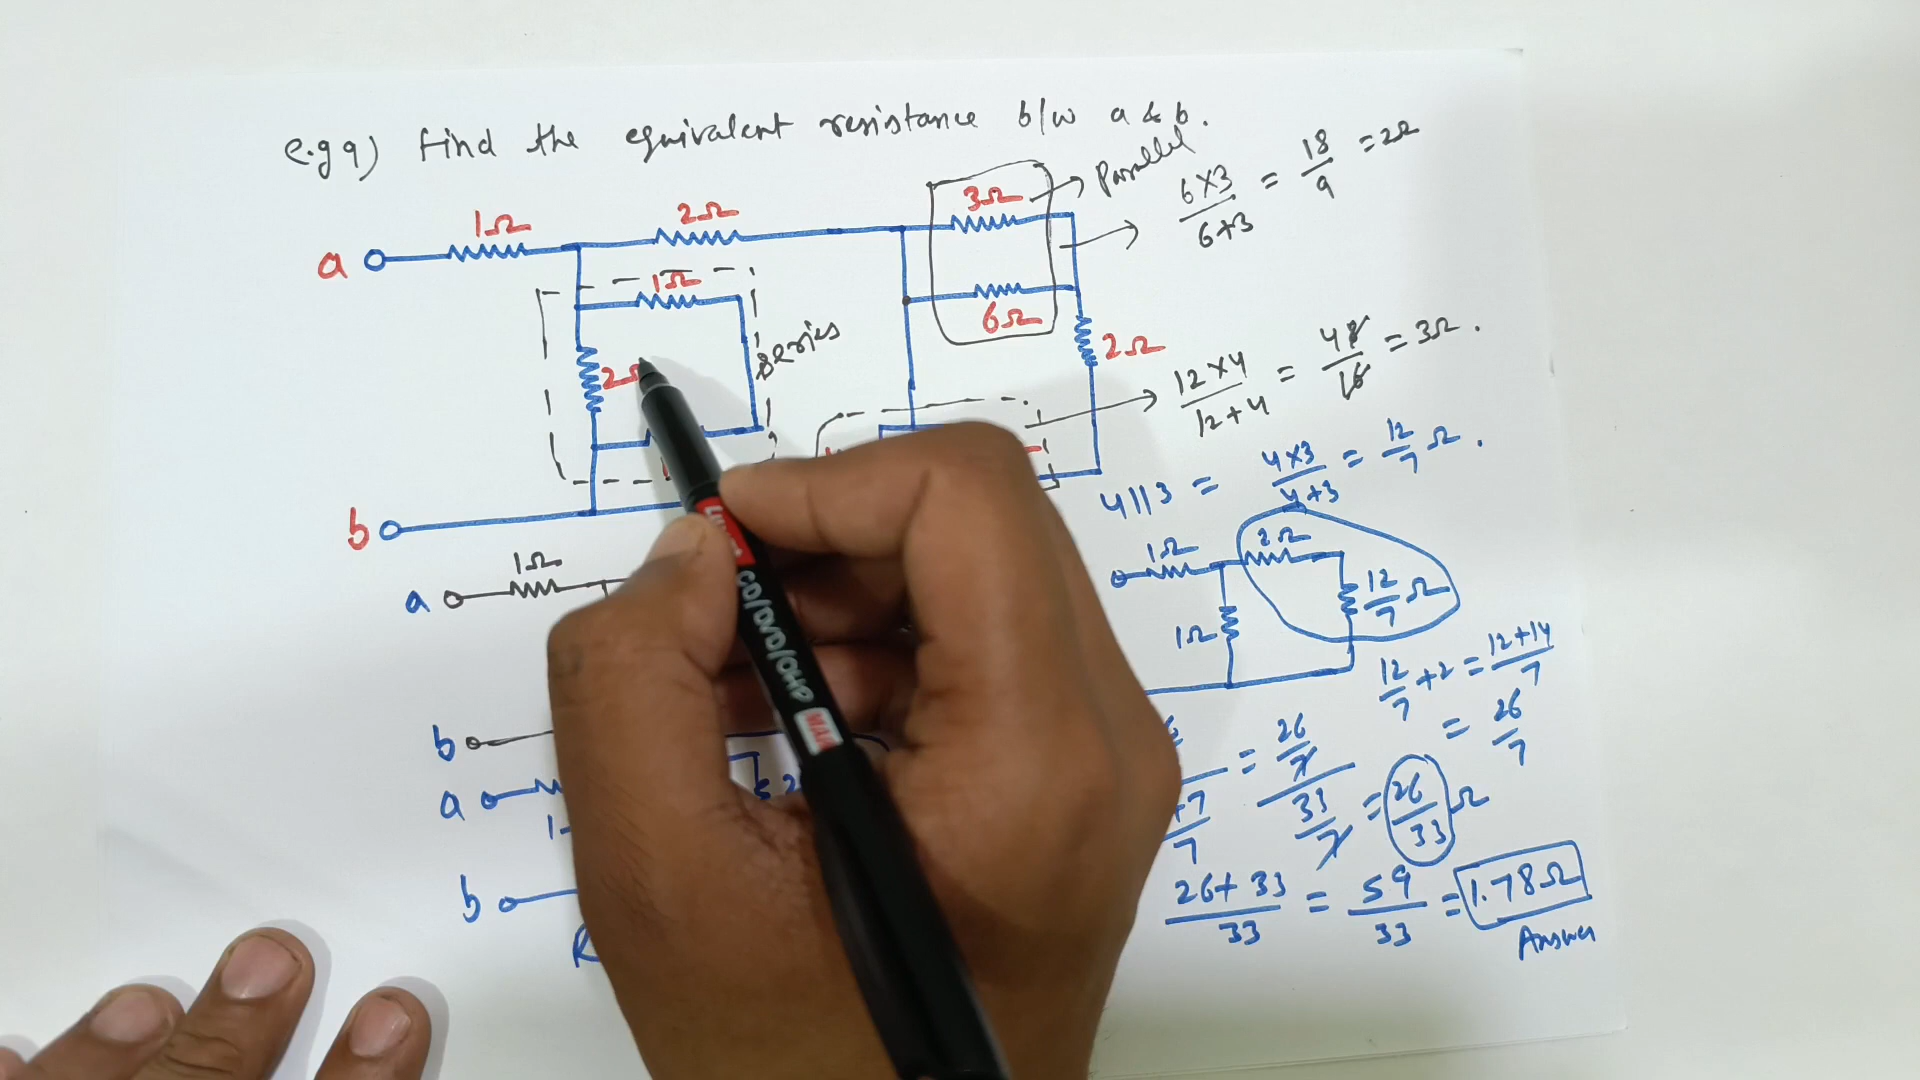 e.g 9) find the equivalent resistance b/w a & b.
1Ω
2Ω
3Ω
Parallel
6×3 / 6+3 = 18/9 = 2Ω
a
1Ω
series
6Ω
2Ω
2Ω
12×4 / 12+4 = 48/16 = 3Ω.
4||3 = 4×3 / 4+3 = 12/7 Ω.
b
1Ω
a
1Ω
2Ω
12/7 Ω
1Ω
12/7 + 2 = 12+14 / 7
= 26/7
b
a
= 26/7 / 33/7 = 26/33 Ω
b
26+33 / 33 = 59/33 = 1.78Ω
Answer